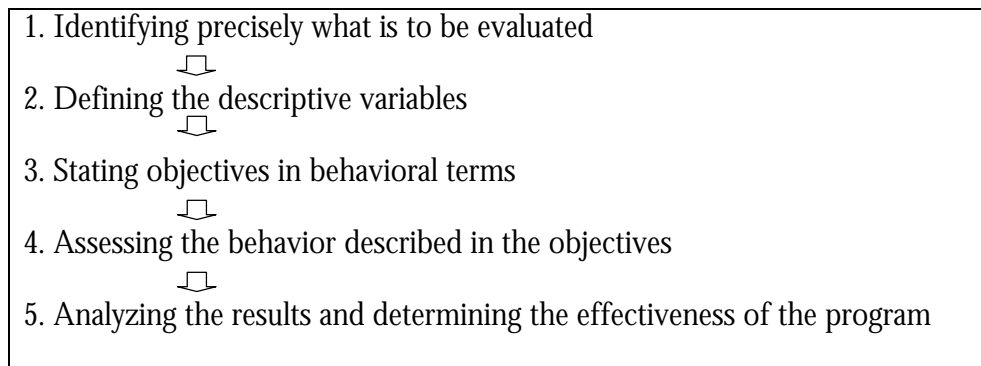 1. Identifying precisely what is to be evaluated
2. Defining the descriptive variables
3. Stating objectives in behavioral terms
4. Assessing the behavior described in the objectives
5. Analyzing the results and determining the effectiveness of the program